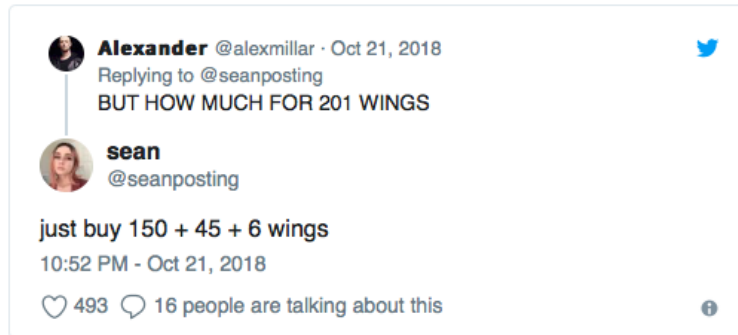 Alexander @alexmillar · Oct 21, 2018
Replying to @seanposting
BUT HOW MUCH FOR 201 WINGS
sean
@seanposting
just buy 150 + 45 + 6 wings
10:52 PM - Oct 21, 2018
493 16 people are talking about this